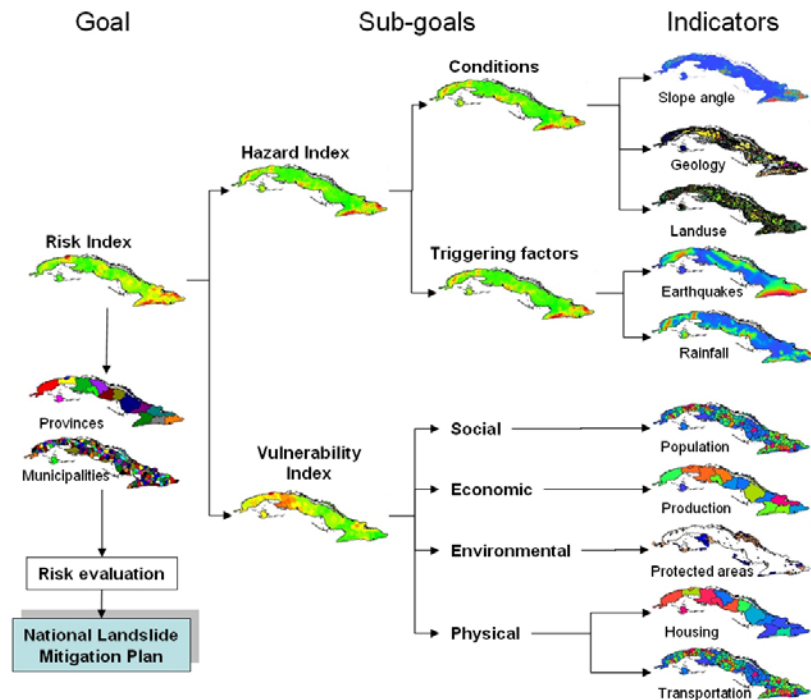 Goal
Sub-goals
Indicators
Conditions
Slope angle
Hazard Index
Geology
Landuse
Risk Index
Triggering factors
Earthquakes
Rainfall
Provinces
Municipalities
Vulnerability
Index
Social
Population
Economic
Production
Environmental
Protected areas
Risk evaluation
Physical
Housing
National Landslide
Mitigation Plan
Transportation